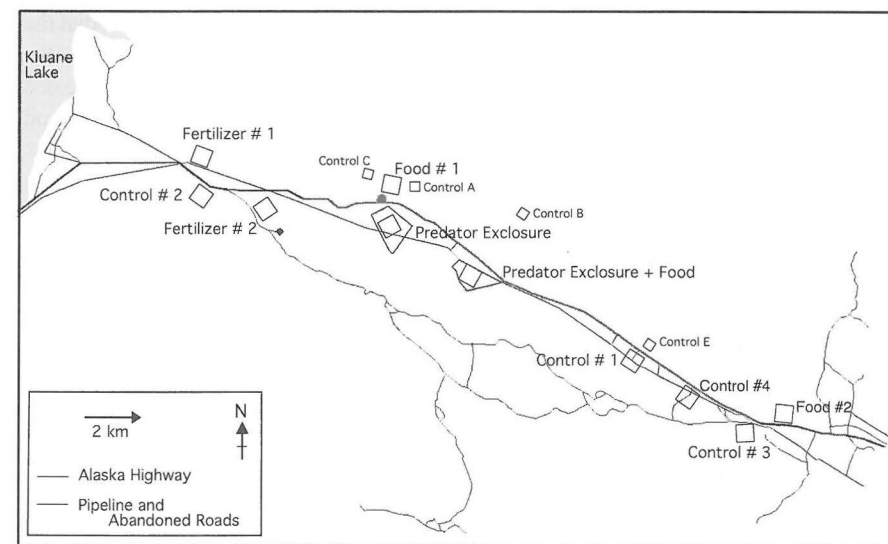 Kluane
Lake
Fertilizer # 1
Control C
Food # 1
Control A
Control # 2
Control B
Fertilizer # 2
Predator Exclosure
Predator Exclosure + Food
Control E
Control # 1
Control #4
Food #2
Control # 3
2 km
N
Alaska Highway
Pipeline and
Abandoned Roads